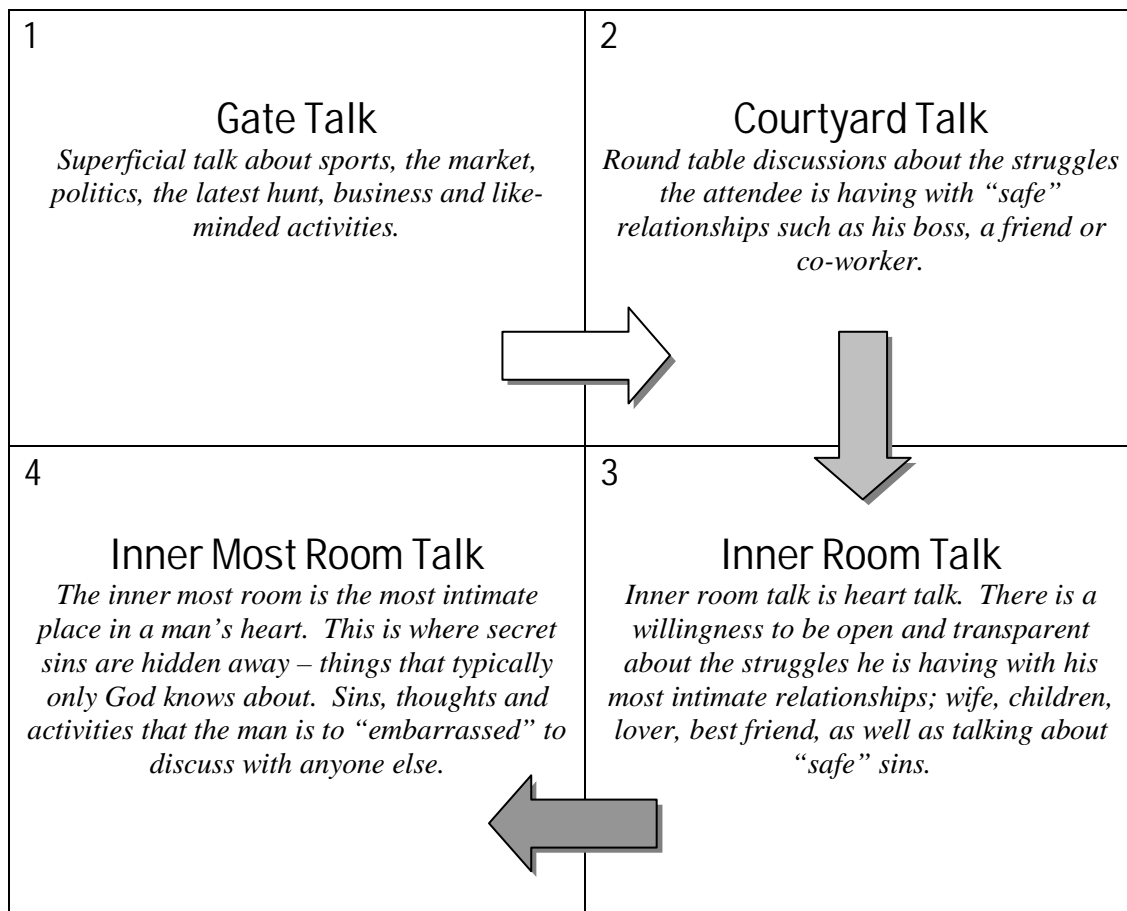 1
Gate Talk
Superficial talk about sports, the market,
politics, the latest hunt, business and like-
minded activities.
2
Courtyard Talk
Round table discussions about the struggles
the attendee is having with “safe”
relationships such as his boss, a friend or
co-worker.
3
Inner Room Talk
Inner room talk is heart talk.  There is a
willingness to be open and transparent
about the struggles he is having with his
most intimate relationships; wife, children,
lover, best friend, as well as talking about
“safe” sins.
4
Inner Most Room Talk
The inner most room is the most intimate
place in a man’s heart.  This is where secret
sins are hidden away – things that typically
only God knows about.  Sins, thoughts and
activities that the man is to “embarrassed” to
discuss with anyone else.